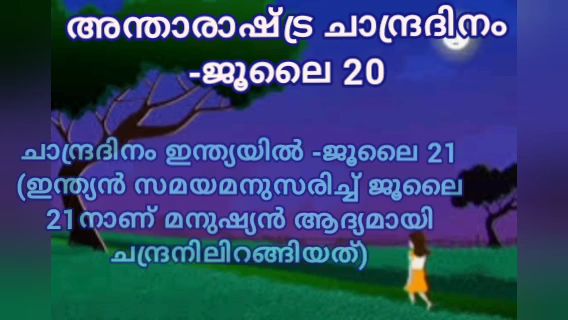 അന്താരാഷ്ട്ര ചാന്ദ്രദിനം
-ജൂലൈ 20
ചാന്ദ്രദിനം ഇന്ത്യയിൽ -ജൂലൈ 21
(ഇന്ത്യൻ സമയമനുസരിച്ച് ജൂലൈ
21നാണ് മനുഷ്യൻ ആദ്യമായി
ചന്ദ്രനിലിറങ്ങിയത്)